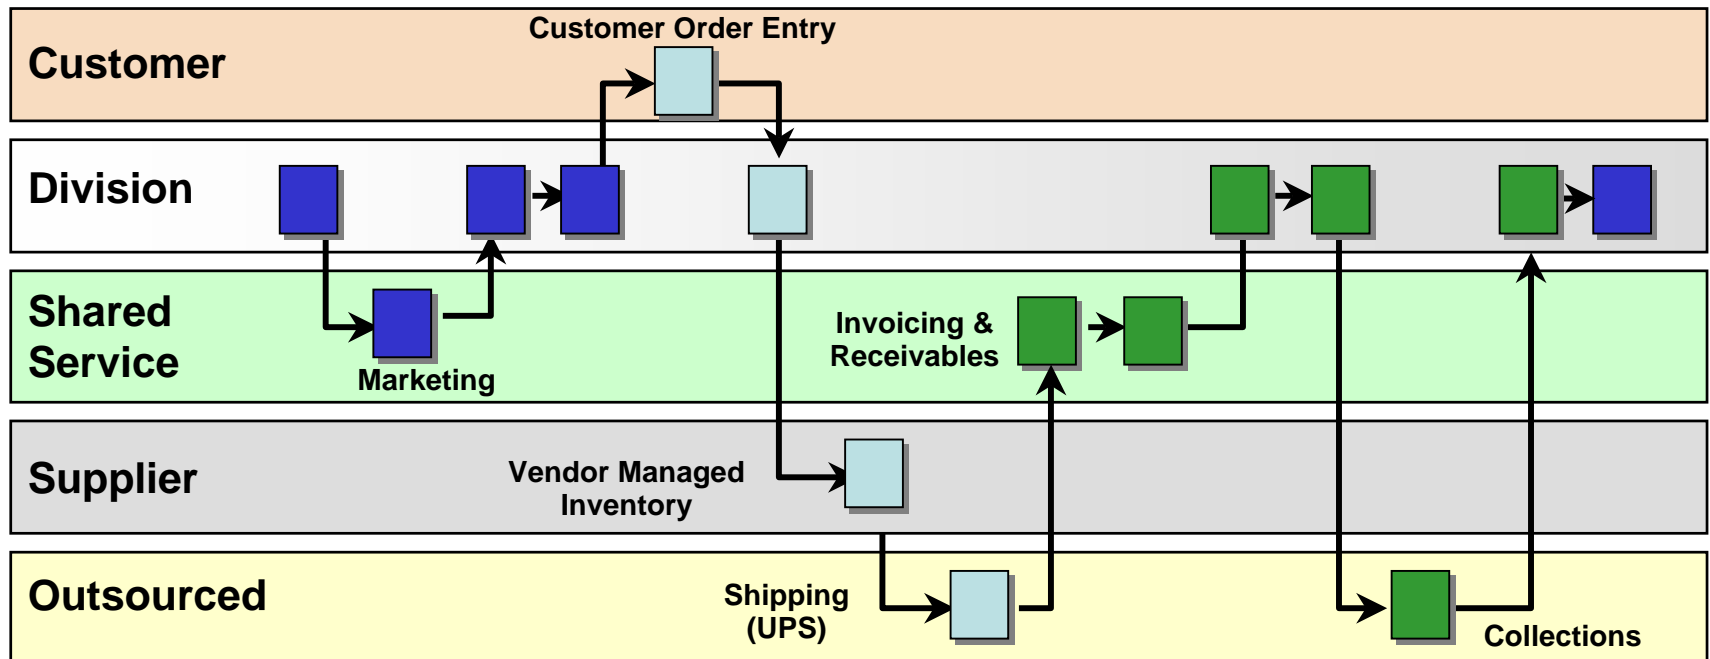 Customer Order Entry
Customer
Division
Shared
Service
Marketing
Invoicing &
Receivables
Supplier
Vendor Managed
Inventory
Outsourced
Shipping
(UPS)
Collections